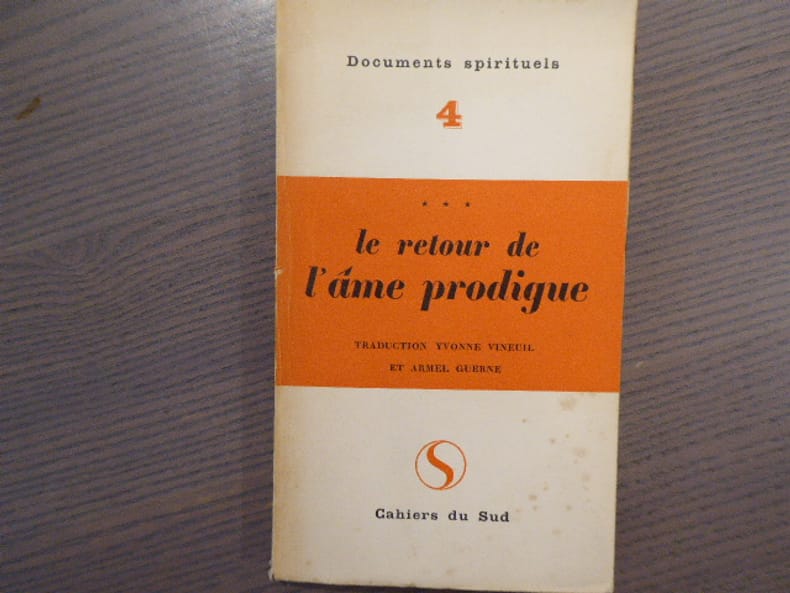 Documents spirituels
4
* * *
le retour de
l'âme prodigue
TRADUCTION YVONNE VINEUIL
ET ARMEL GUERNE
S
Cahiers du Sud